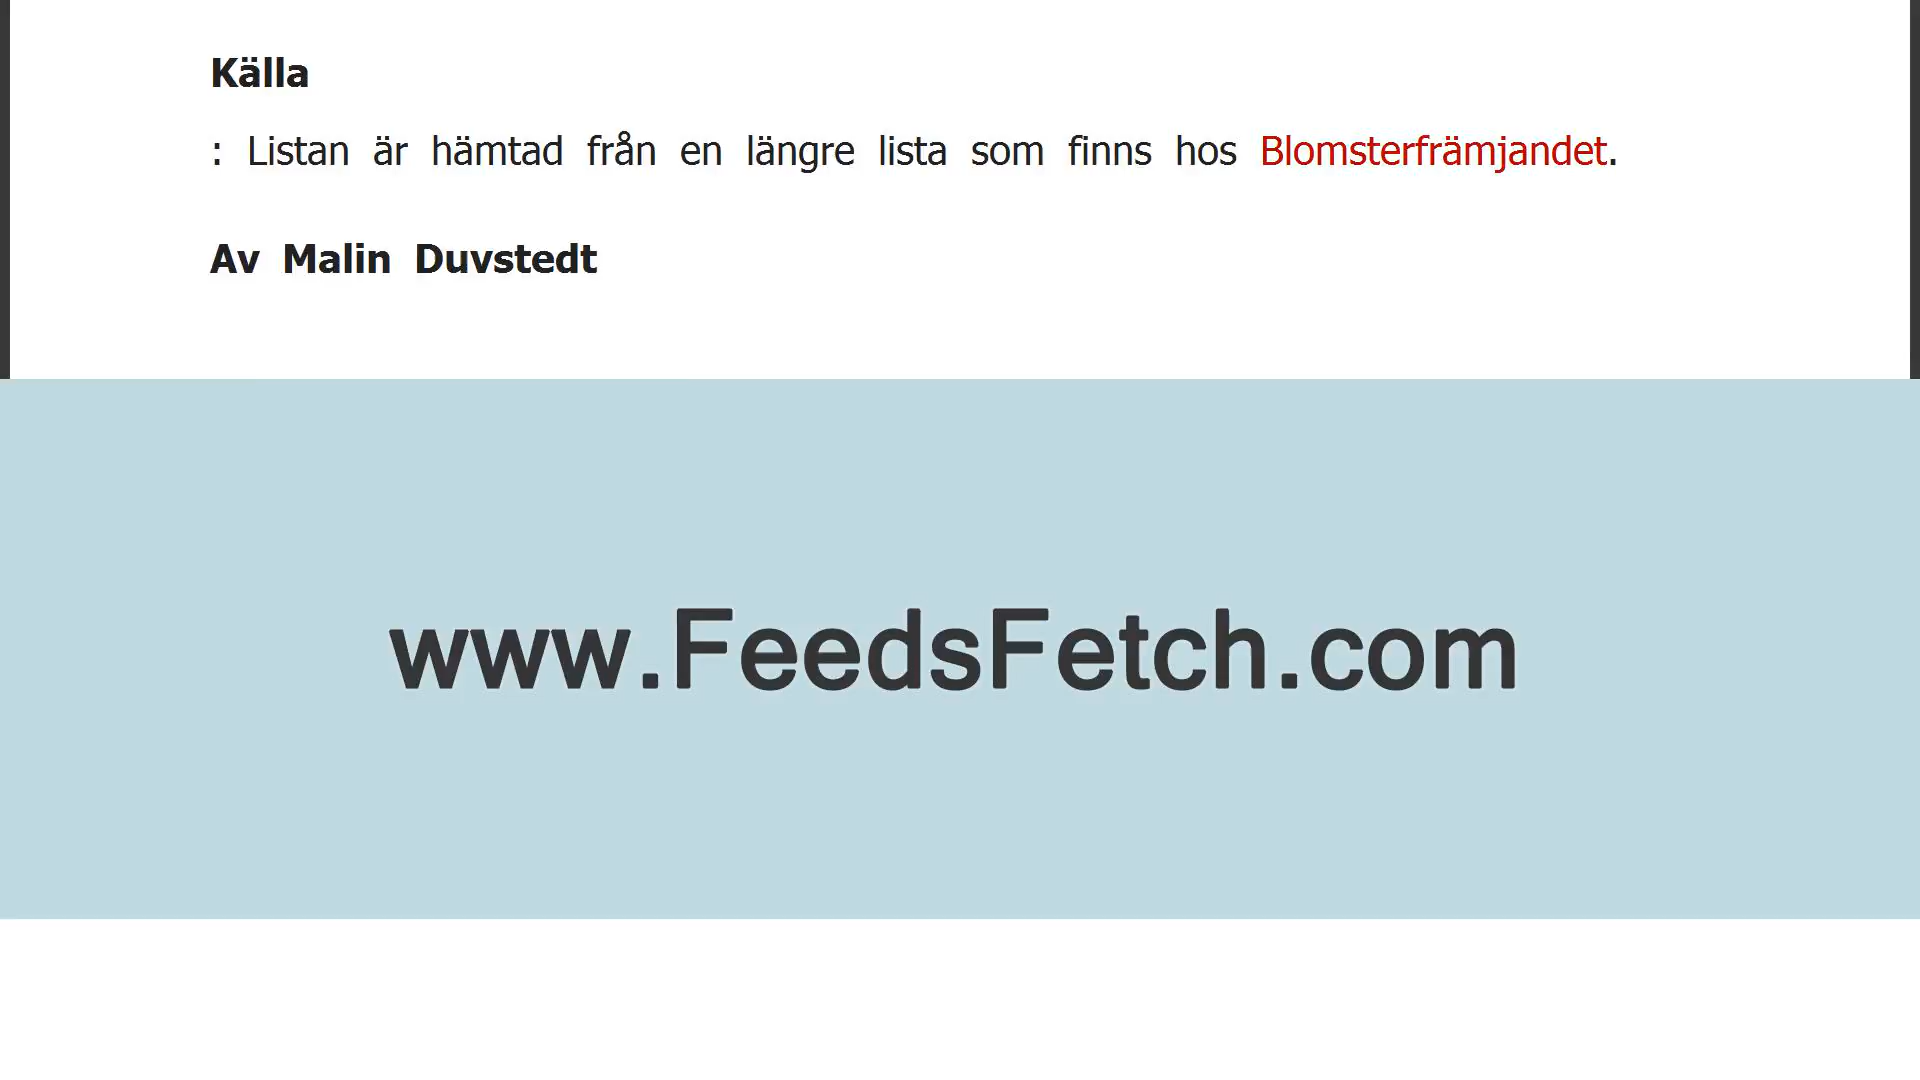 Källa
: Listan är hämtad från en längre lista som finns hos Blomsterfrämjandet.
Av Malin Duvstedt
www.FeedsFetch.com